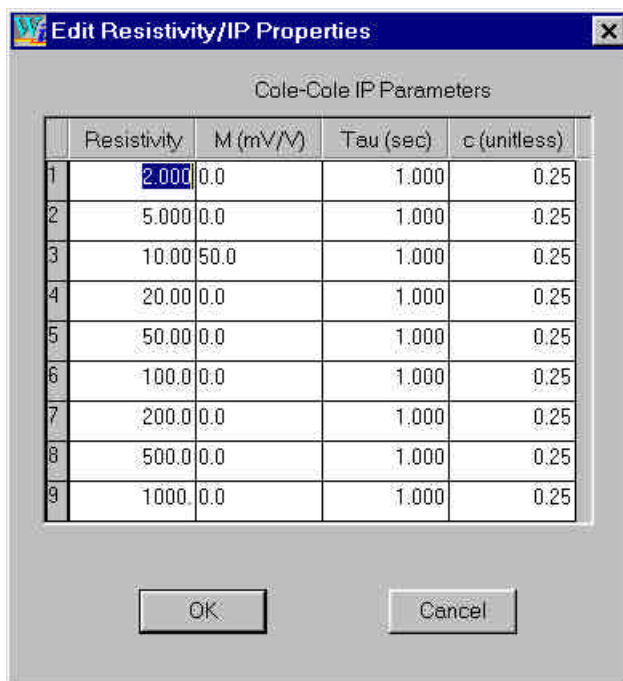 Edit Resistivity/IP Properties
Cole-Cole IP Parameters
Resistivity M (mV/V) Tau (sec) c (unitless)
1 2.000 0.0 1.000 0.25
2 5.000 0.0 1.000 0.25
3 10.00 50.0 1.000 0.25
4 20.00 0.0 1.000 0.25
5 50.00 0.0 1.000 0.25
6 100.0 0.0 1.000 0.25
7 200.0 0.0 1.000 0.25
8 500.0 0.0 1.000 0.25
9 1000. 0.0 1.000 0.25
OK Cancel